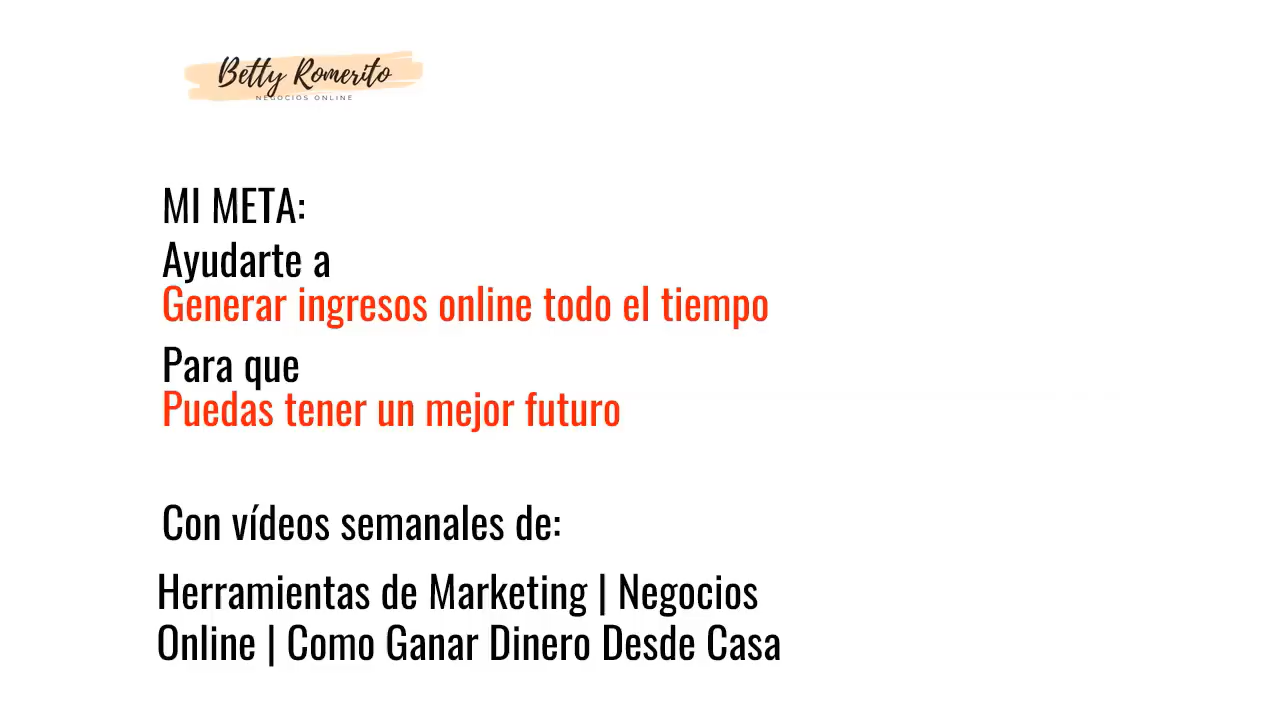 Betty Romerito
NEGOCIOS ONLINE
MI META:
Ayudarte a
Generar ingresos online todo el tiempo
Para que
Puedas tener un mejor futuro
Con vídeos semanales de:
Herramientas de Marketing | Negocios
Online | Como Ganar Dinero Desde Casa